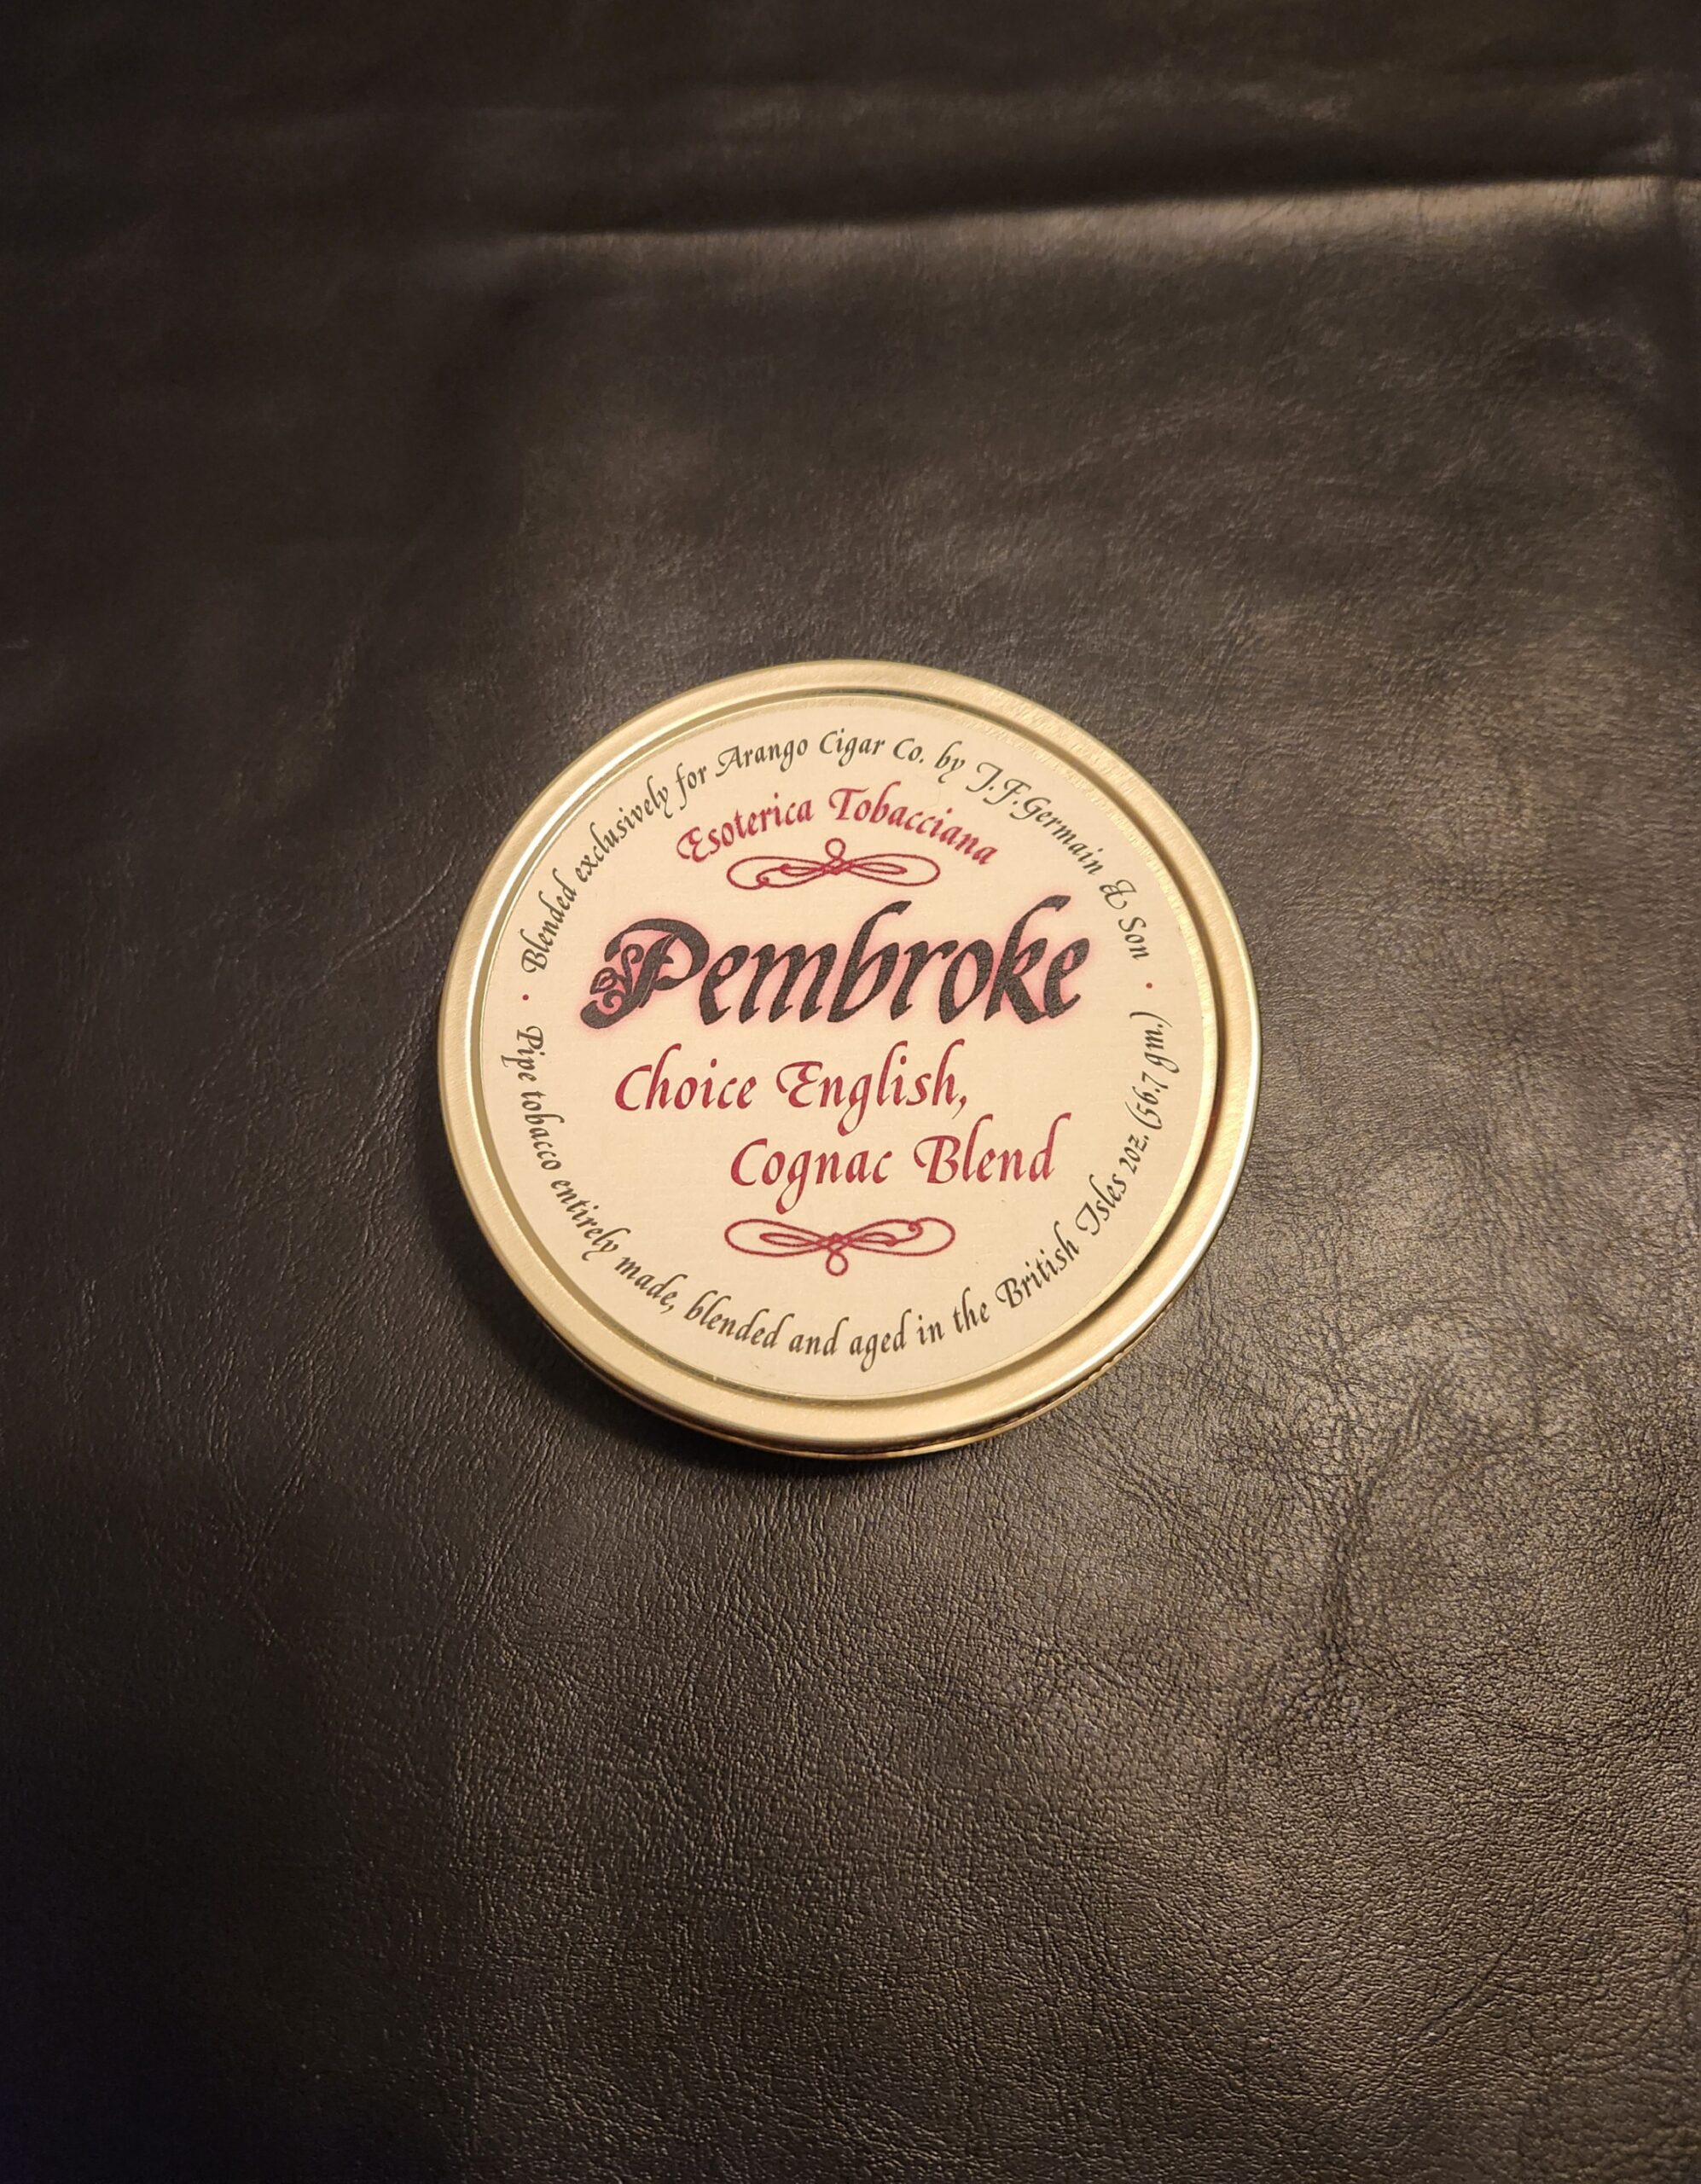 Blended exclusively for Arango Cigar Co. by J.F.Germain & Son
Esoterica Tobacciana
Pembroke
Choice English,
Cognac Blend
Pipe tobacco entirely made, blended and aged in the British Isles 2oz. (56.7 gm.)